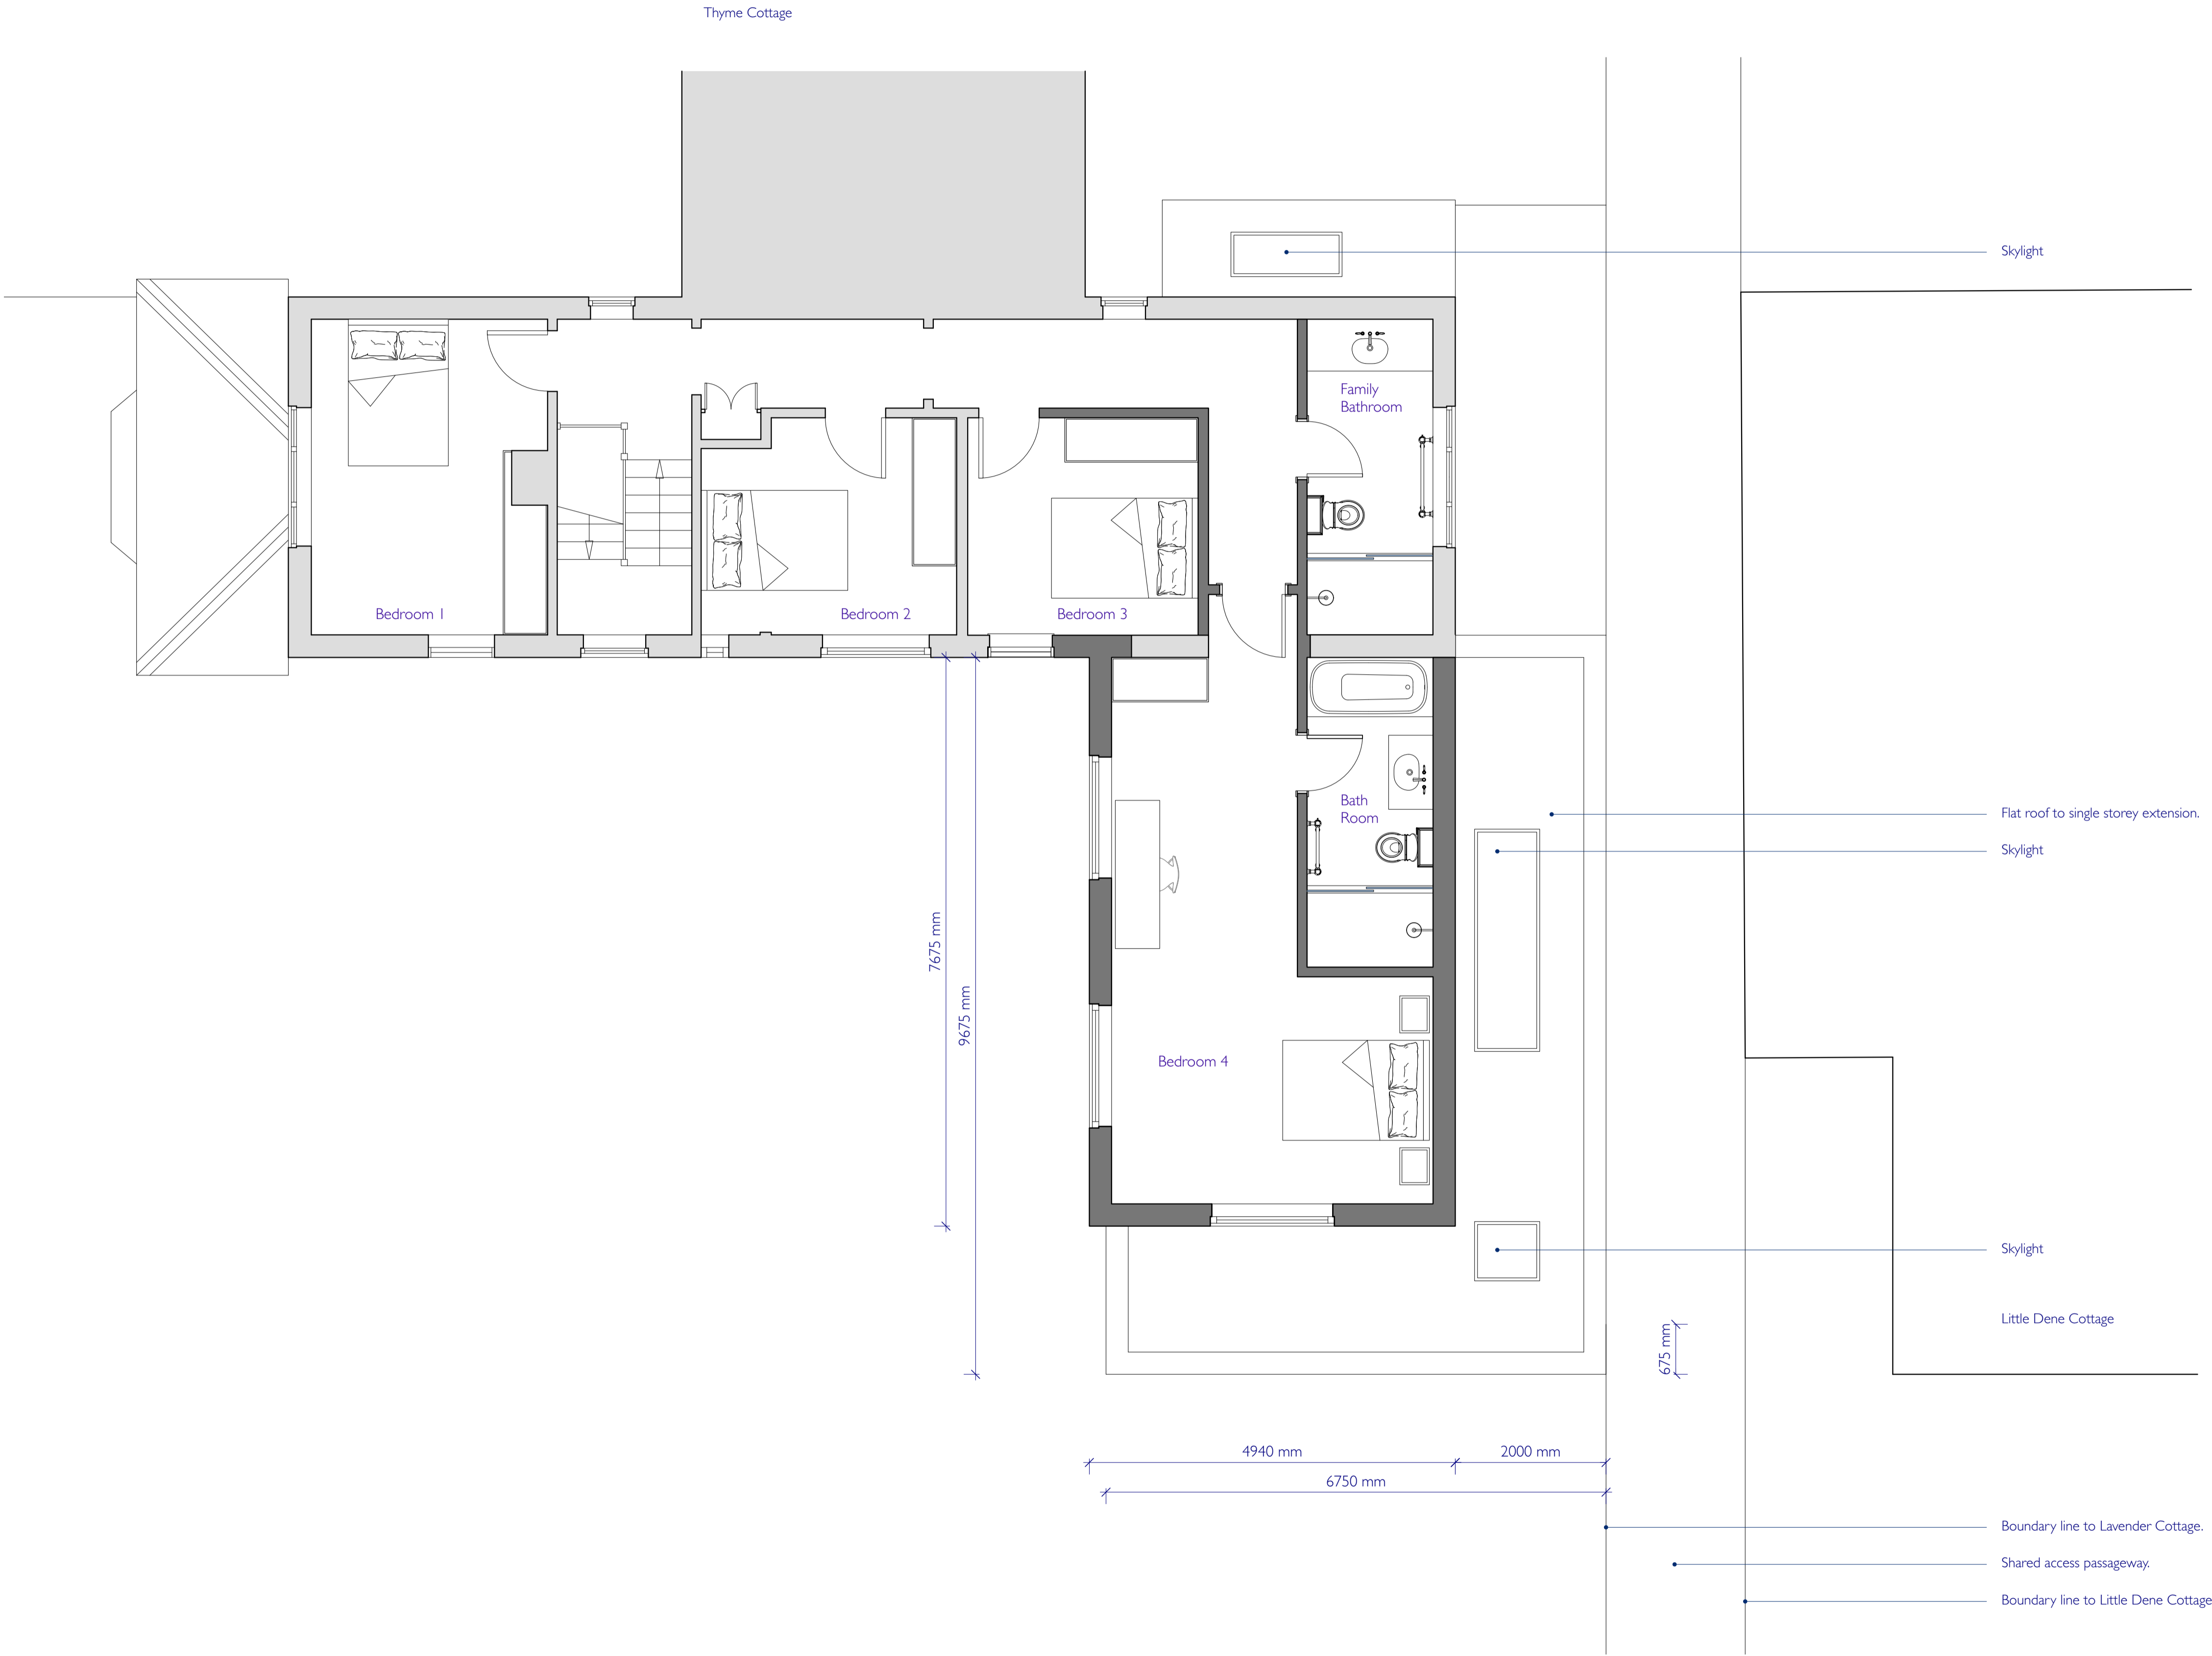 Thyme Cottage
Skylight
Family
Bathroom
Bedroom 1
Bedroom 2
Bedroom 3
Bath
Room
Flat roof to single storey extension.
Skylight
7675 mm
9675 mm
Bedroom 4
Skylight
Little Dene Cottage
675 mm
4940 mm
2000 mm
6750 mm
Boundary line to Lavender Cottage.
Shared access passageway.
Boundary line to Little Dene Cottage